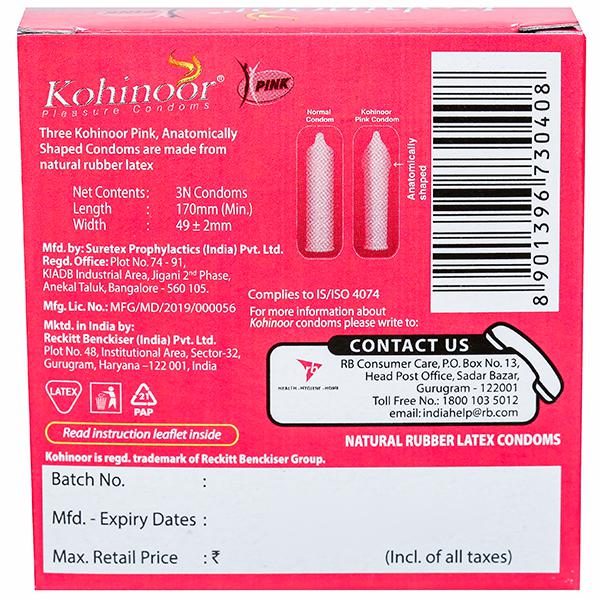 Kohinoor®
Pleasure Condoms
PINK
Three Kohinoor Pink, Anatomically
Shaped Condoms are made from
natural rubber latex
Net Contents : 3N Condoms
Length : 170mm (Min.)
Width : 49 ± 2mm
Normal
Condom
Kohinoor
Pink Condom
Anatomically
shaped
8 901396 730408
Mfd. by: Suretex Prophylactics (India) Pvt. Ltd.
Regd. Office: Plot No. 74 - 91,
KIADB Industrial Area, Jigani 2nd Phase,
Anekal Taluk, Bangalore - 560 105.
Mfg. Lic. No.: MFG/MD/2019/000056
Mktd. in India by:
Reckitt Benckiser (India) Pvt. Ltd.
Plot No. 48, Institutional Area, Sector-32,
Gurugram, Haryana –122 001, India
Complies to IS/ISO 4074
For more information about
Kohinoor condoms please write to:
CONTACT US
rb
HEALTH • HYGIENE • HOME
RB Consumer Care, P.O. Box No. 13,
Head Post Office, Sadar Bazar,
Gurugram - 122001
Toll Free No.: 1800 103 5012
email: indiahelp@rb.com
LATEX
21
PAP
Read instruction leaflet inside
NATURAL RUBBER LATEX CONDOMS
Kohinoor is regd. trademark of Reckitt Benckiser Group.
Batch No. :
Mfd. - Expiry Dates :
Max. Retail Price : ₹ (Incl. of all taxes)